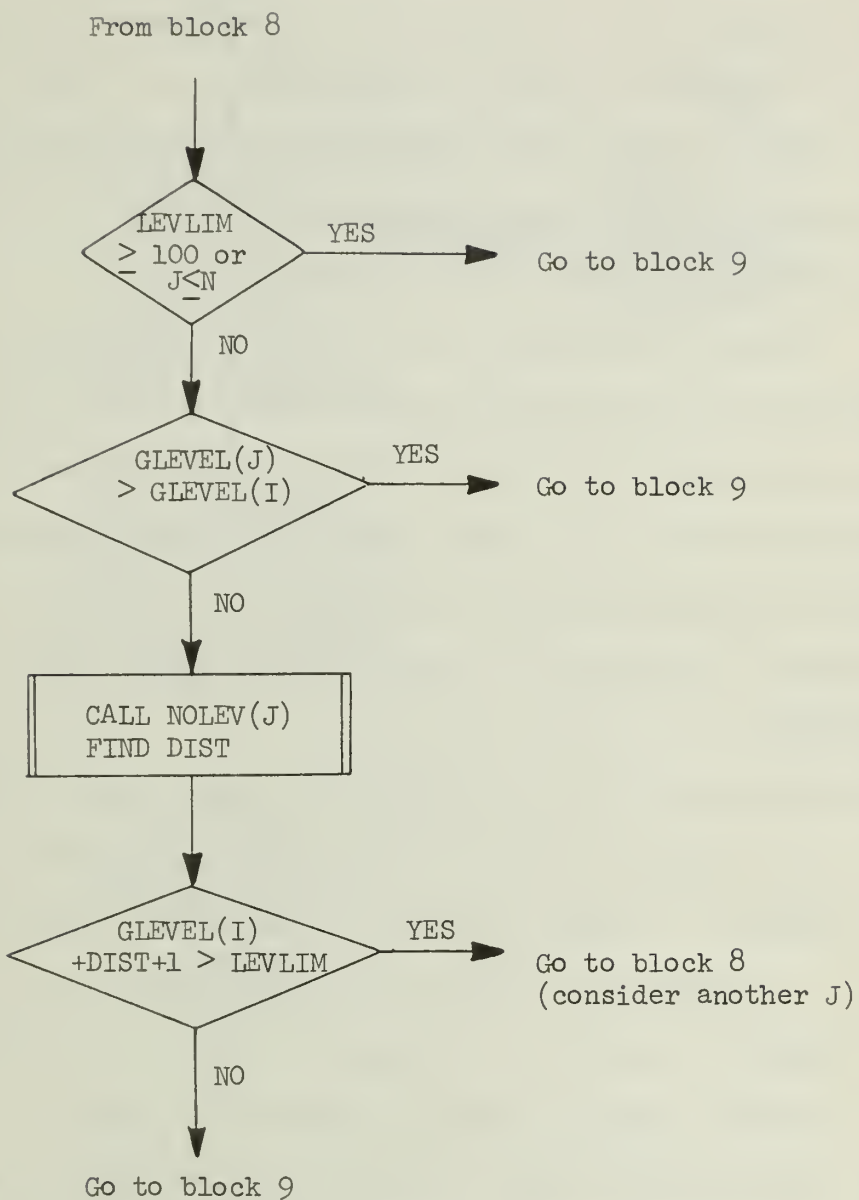 From block 8
LEVLIM
≥ 100 or
J≤N
YES
Go to block 9
NO
GLEVEL(J)
> GLEVEL(I)
YES
Go to block 9
NO
CALL NOLEV(J)
FIND DIST
GLEVEL(I)
+DIST+1 > LEVLIM
YES
Go to block 8
(consider another J)
NO
Go to block 9